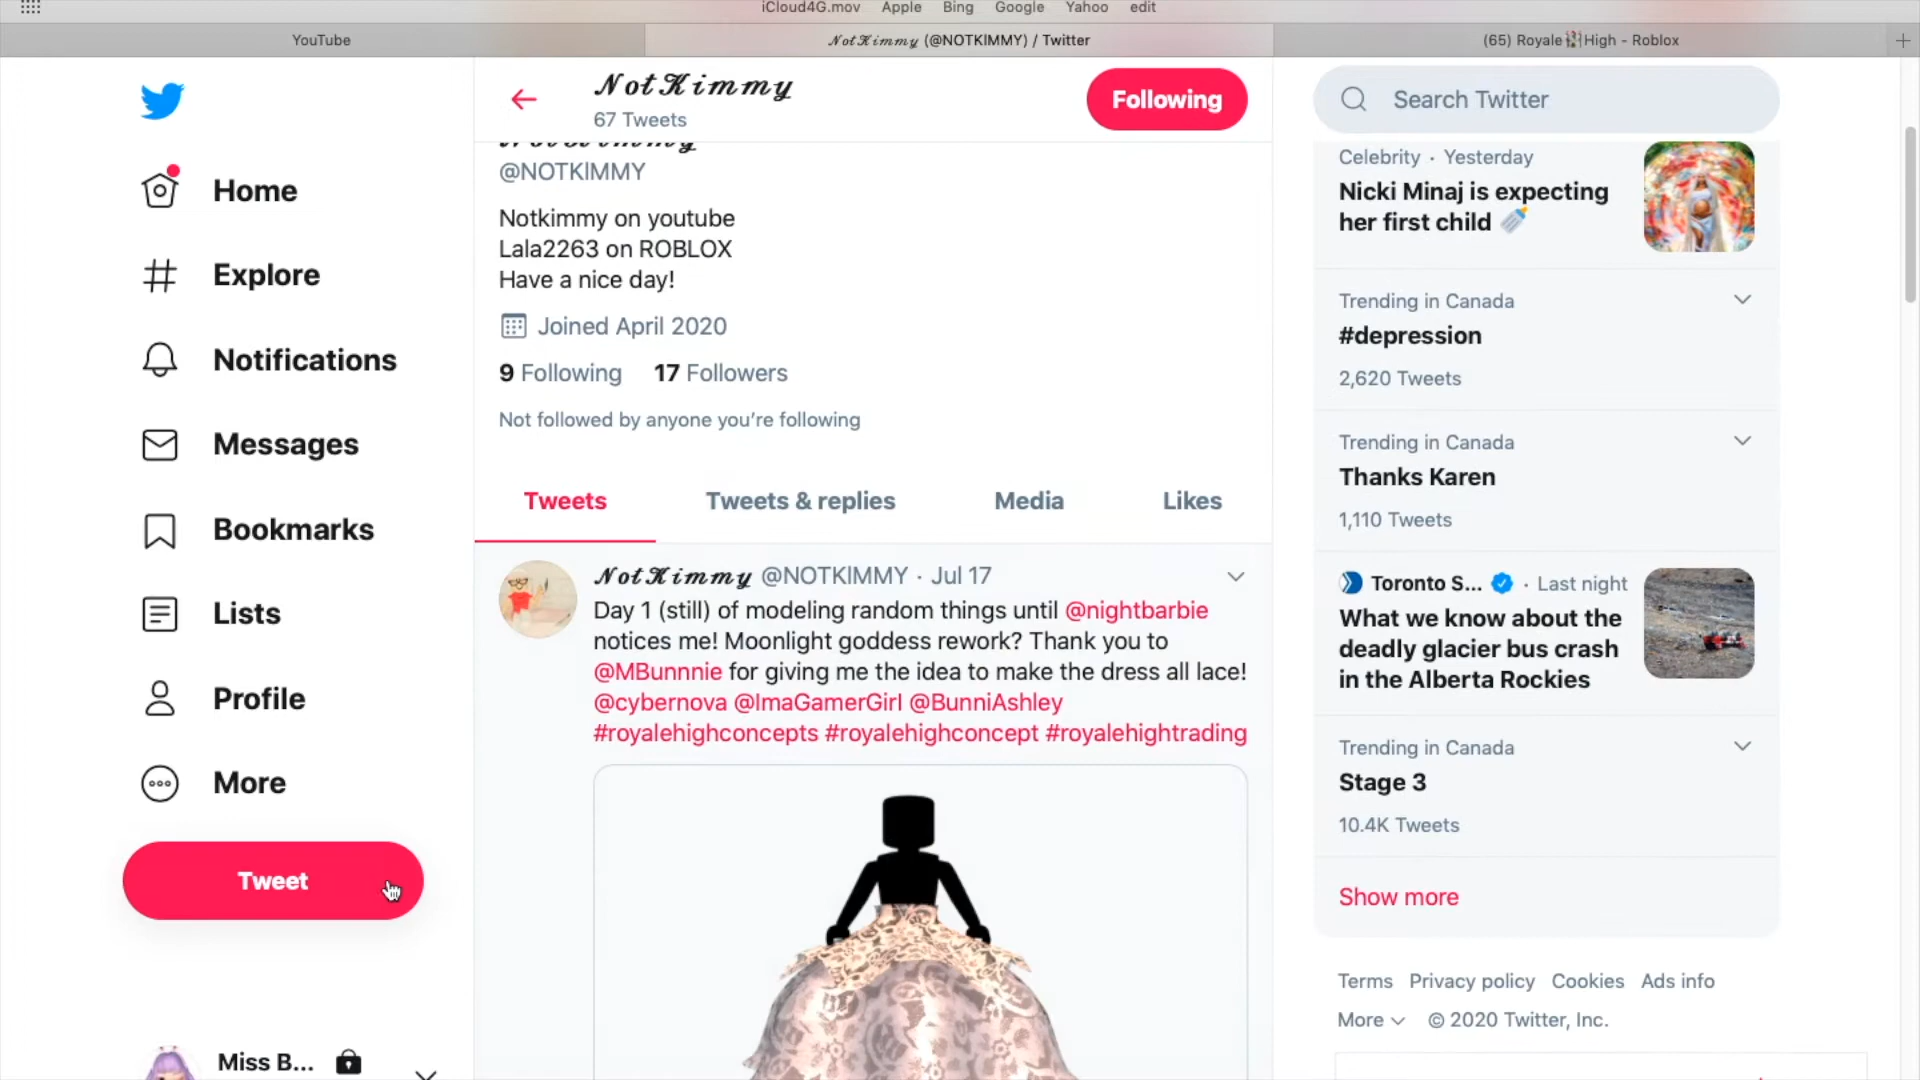 iCloud4G.mov Apple Bing Google Yahoo edit
YouTube
𝒩𝑜𝓉𝒦𝒾𝓂𝓂𝓎 (@NOTKIMMY) / Twitter
(65) Royale🏰High - Roblox
𝓝𝓸𝓽𝓚𝓲𝓶𝓶𝔂
67 Tweets
Following
Search Twitter
Home
Explore
Notifications
Messages
Bookmarks
Lists
Profile
More
Tweet
Miss B...
𝓝𝓸𝓽𝓚𝓲𝓶𝓶𝔂
@NOTKIMMY
Notkimmy on youtube
Lala2263 on ROBLOX
Have a nice day!
Joined April 2020
9 Following 17 Followers
Not followed by anyone you’re following
Tweets Tweets & replies Media Likes
𝓝𝓸𝓽𝓚𝓲𝓶𝓶𝔂 @NOTKIMMY · Jul 17
Day 1 (still) of modeling random things until @nightbarbie
notices me! Moonlight goddess rework? Thank you to
@MBunnnie for giving me the idea to make the dress all lace!
@cybernova @ImaGamerGirl @BunniAshley
#royalehighconcepts #royalehighconcept #royalehightrading
Celebrity · Yesterday
Nicki Minaj is expecting
her first child 🍼
Trending in Canada
#depression
2,620 Tweets
Trending in Canada
Thanks Karen
1,110 Tweets
Toronto S... · Last night
What we know about the
deadly glacier bus crash
in the Alberta Rockies
Trending in Canada
Stage 3
10.4K Tweets
Show more
Terms Privacy policy Cookies Ads info
More © 2020 Twitter, Inc.